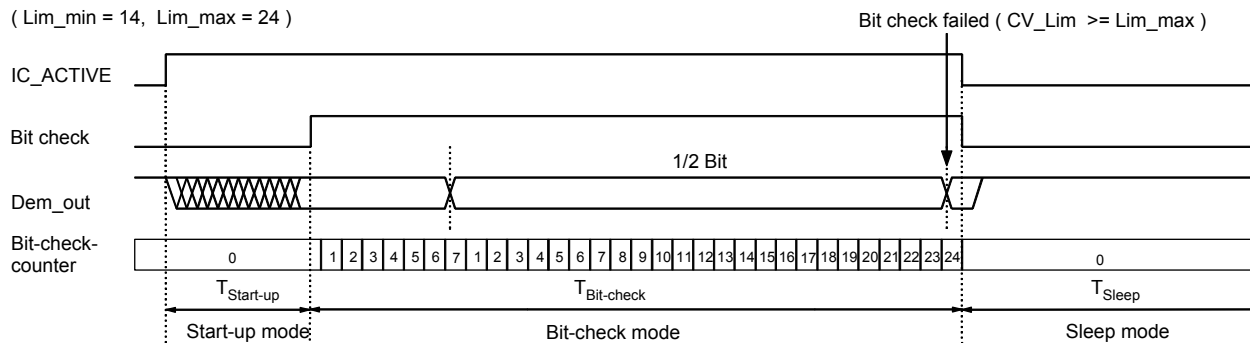 ( Lim_min = 14, Lim_max = 24 )
Bit check failed ( CV_Lim >= Lim_max )
IC_ACTIVE
Bit check
1/2 Bit
Dem_out
Bit-check-
counter
0 1 2 3 4 5 6 7 1 2 3 4 5 6 7 8 9 10 11 12 13 14 15 16 17 18 19 20 21 22 23 24 0
TStart-up TBit-check TSleep
Start-up mode Bit-check mode Sleep mode